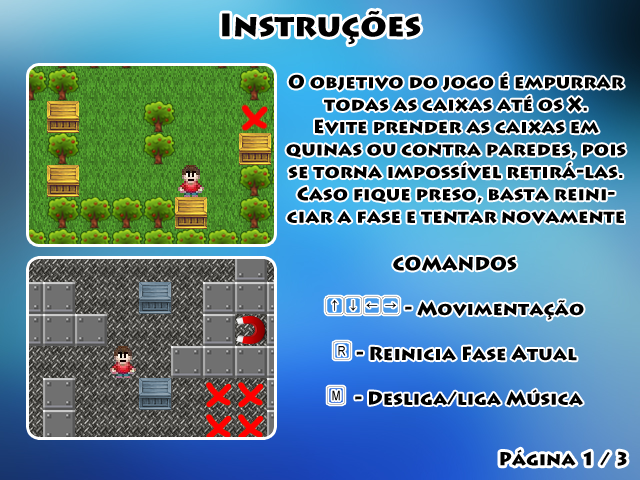 Instruções
O objetivo do jogo é empurrar
todas as caixas até os X.
Evite prender as caixas em
quinas ou contra paredes, pois
se torna impossível retirá-las.
Caso fique preso, basta reini-
ciar a fase e tentar novamente
comandos
↑ ↓ ← → - Movimentação
R - Reinicia Fase Atual
M - Desliga/liga Música
Página 1 / 3